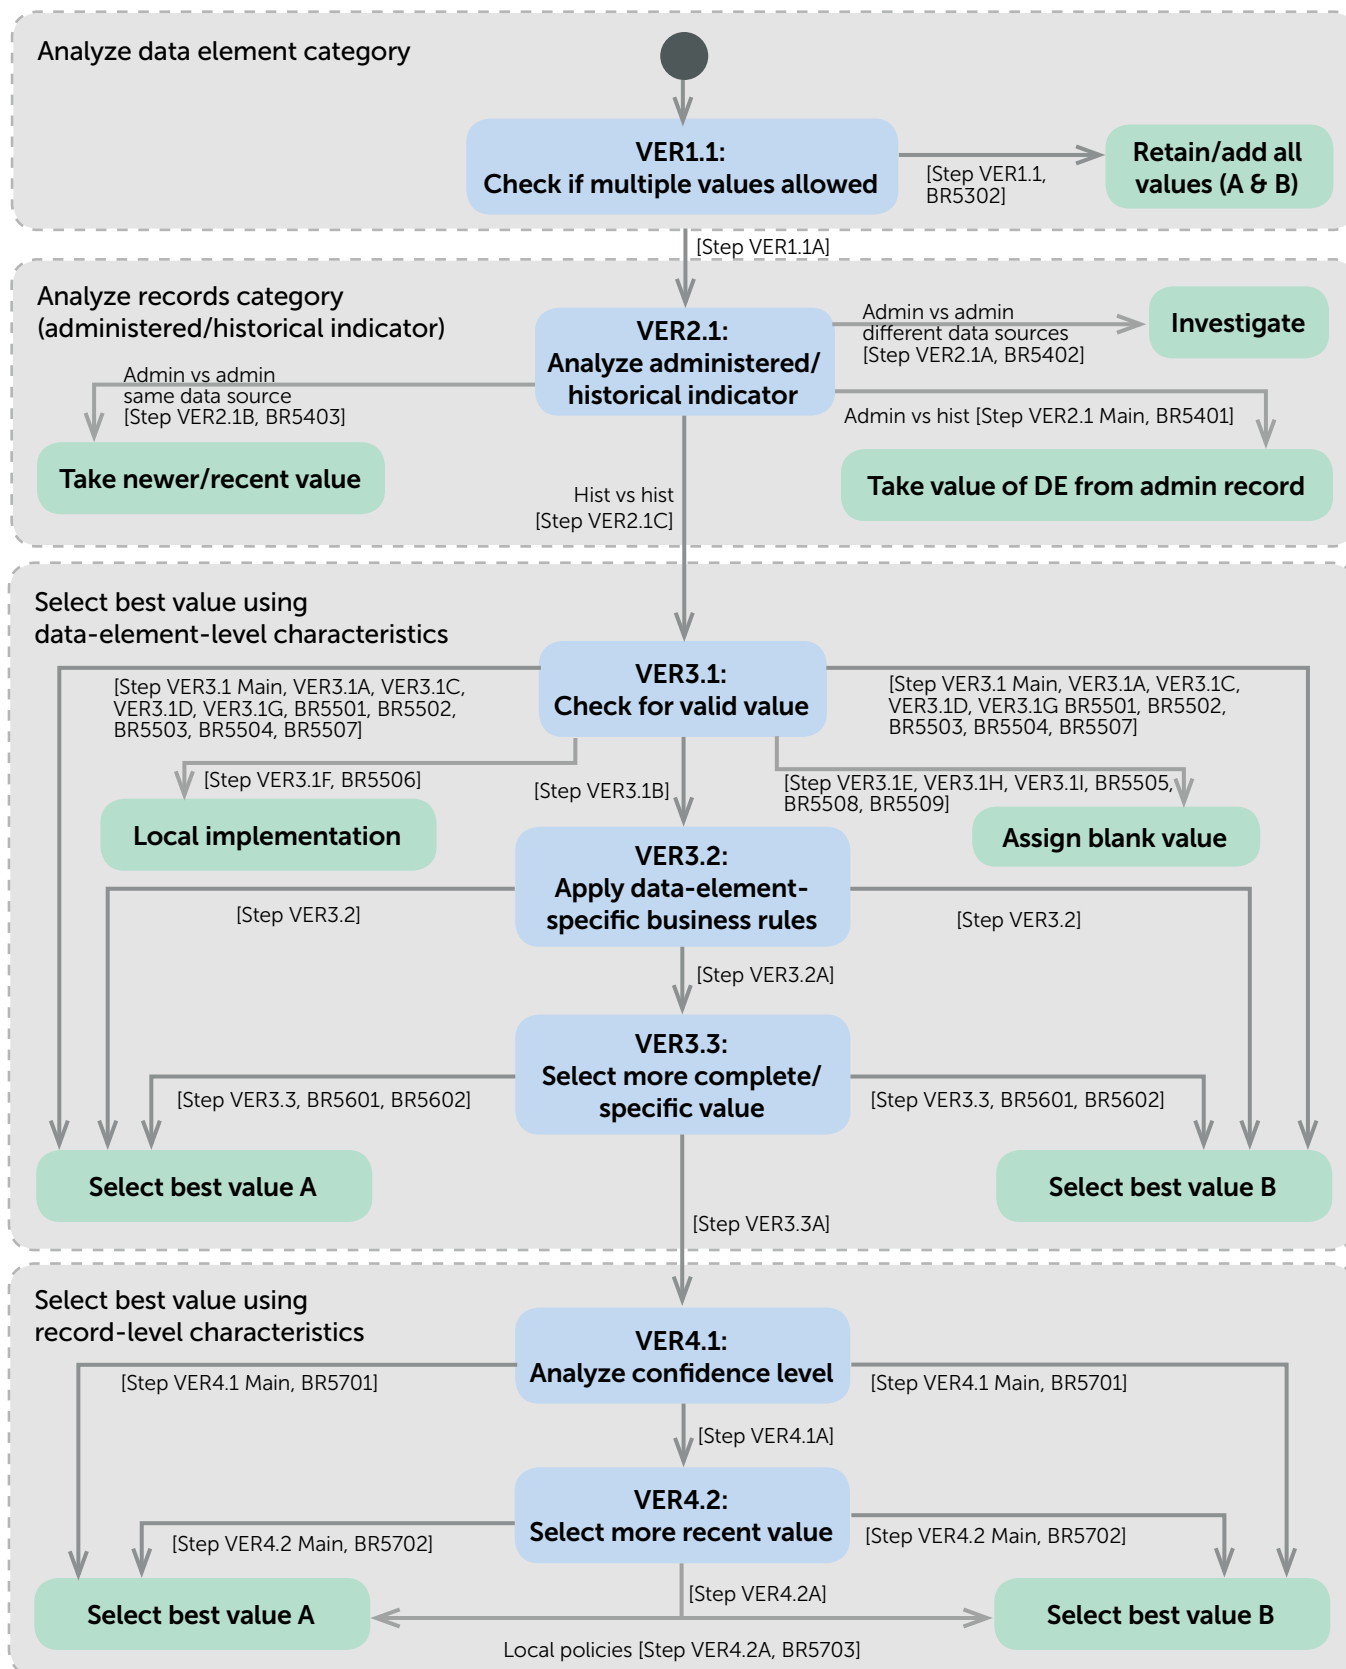 Analyze data element category
VER1.1:
Check if multiple values allowed
[Step VER1.1,
BR5302]
Retain/add all
values (A & B)
[Step VER1.1A]
Analyze records category
(administered/historical indicator)
VER2.1:
Analyze administered/
historical indicator
Admin vs admin
different data sources
[Step VER2.1A, BR5402]
Investigate
Admin vs admin
same data source
[Step VER2.1B, BR5403]
Admin vs hist [Step VER2.1 Main, BR5401]
Take newer/recent value
Take value of DE from admin record
Hist vs hist
[Step VER2.1C]
Select best value using
data-element-level characteristics
VER3.1:
Check for valid value
[Step VER3.1 Main, VER3.1A, VER3.1C,
VER3.1D, VER3.1G, BR5501, BR5502,
BR5503, BR5504, BR5507]
[Step VER3.1 Main, VER3.1A, VER3.1C,
VER3.1D, VER3.1G BR5501, BR5502,
BR5503, BR5504, BR5507]
[Step VER3.1F, BR5506]
[Step VER3.1B]
[Step VER3.1E, VER3.1H, VER3.1I, BR5505,
BR5508, BR5509]
Local implementation
Assign blank value
VER3.2:
Apply data-element-
specific business rules
[Step VER3.2]
[Step VER3.2]
[Step VER3.2A]
VER3.3:
Select more complete/
specific value
[Step VER3.3, BR5601, BR5602]
[Step VER3.3, BR5601, BR5602]
Select best value A
Select best value B
[Step VER3.3A]
Select best value using
record-level characteristics
VER4.1:
Analyze confidence level
[Step VER4.1 Main, BR5701]
[Step VER4.1 Main, BR5701]
[Step VER4.1A]
VER4.2:
Select more recent value
[Step VER4.2 Main, BR5702]
[Step VER4.2 Main, BR5702]
[Step VER4.2A]
Select best value A
Select best value B
Local policies [Step VER4.2A, BR5703]